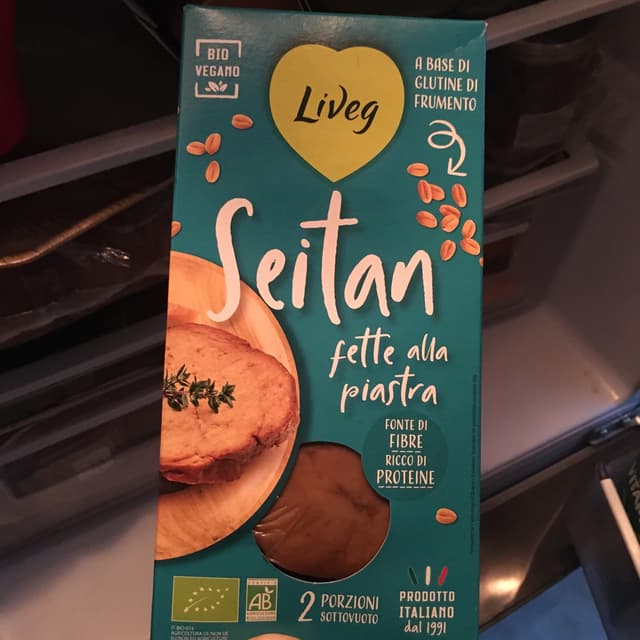 BIO
VEGANO
LiVeg
A BASE DI
GLUTINE DI
FRUMENTO
Seitan
fette alla
piastra
FONTE DI
FIBRE
RICCO DI
PROTEINE
AB
2 PORZIONI
SOTTOVUOTO
PRODOTTO
ITALIANO
dal 1991